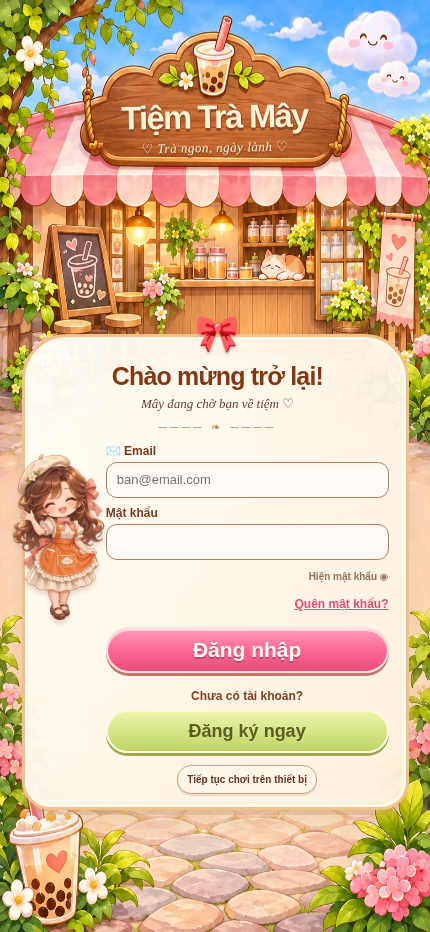 Tiệm Trà Mây
♡ Trà ngon, ngày lành ♡
Chào mừng trở lại!
Mây đang chờ bạn về tiệm ♡
✉️ Email
ban@email.com
Mật khẩu
Hiện mật khẩu ◉
Quên mật khẩu?
Đăng nhập
Chưa có tài khoản?
Đăng ký ngay
Tiếp tục chơi trên thiết bị